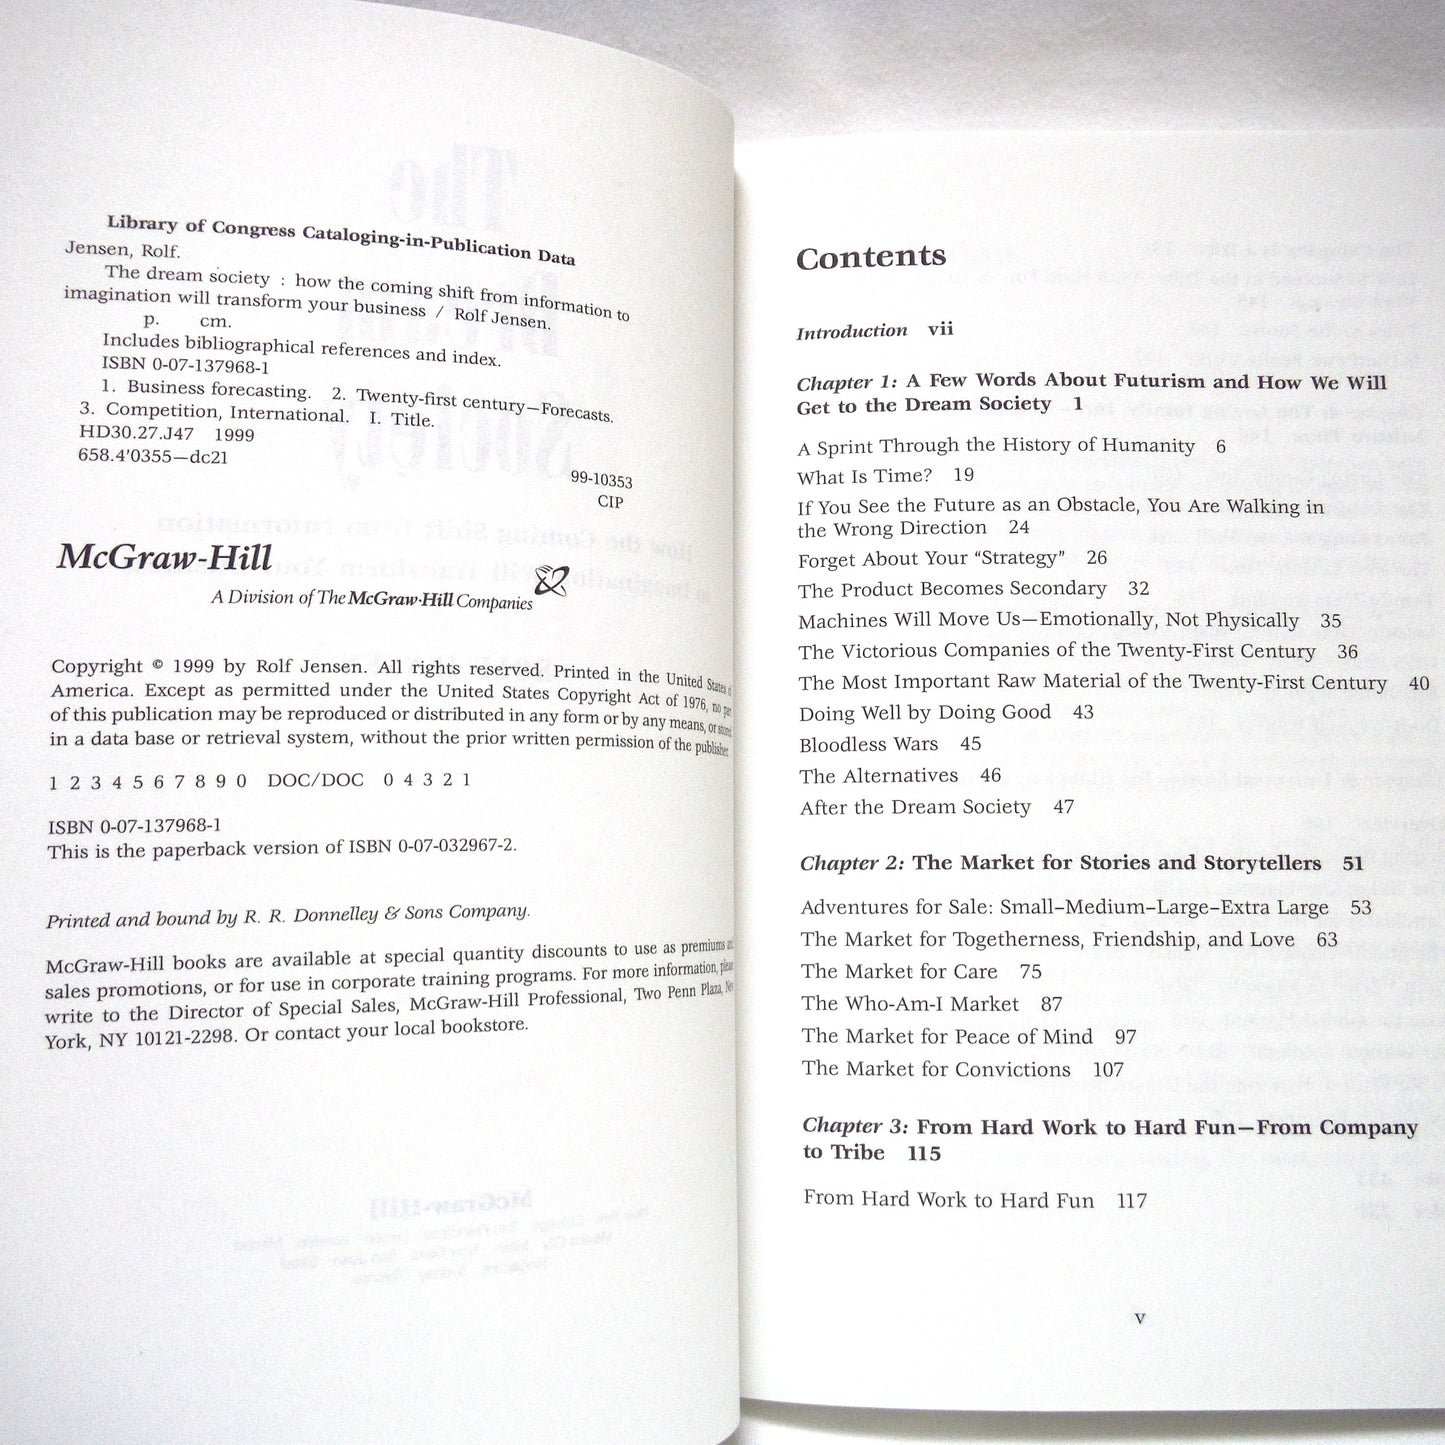 Library of Congress Cataloging-in-Publication Data
Jensen, Rolf.
The dream society : how the coming shift from information to
imagination will transform your business / Rolf Jensen.
p. cm.
Includes bibliographical references and index.
ISBN 0-07-137968-1
1. Business forecasting. 2. Twenty-first century—Forecasts.
3. Competition, International. I. Title.
HD30.27.J47 1999
658.4'0355—dc21
99-10353
CIP
McGraw-Hill
A Division of The McGraw-Hill Companies
Copyright © 1999 by Rolf Jensen. All rights reserved. Printed in the United States of
America. Except as permitted under the United States Copyright Act of 1976, no part
of this publication may be reproduced or distributed in any form or by any means, or stored
in a data base or retrieval system, without the prior written permission of the publisher.
1 2 3 4 5 6 7 8 9 0 DOC/DOC 0 4 3 2 1
ISBN 0-07-137968-1
This is the paperback version of ISBN 0-07-032967-2.
Printed and bound by R. R. Donnelley & Sons Company.
McGraw-Hill books are available at special quantity discounts to use as premiums and
sales promotions, or for use in corporate training programs. For more information, please
write to the Director of Special Sales, McGraw-Hill Professional, Two Penn Plaza, New
York, NY 10121-2298. Or contact your local bookstore.
Contents
Introduction vii
Chapter 1: A Few Words About Futurism and How We Will
Get to the Dream Society 1
A Sprint Through the History of Humanity 6
What Is Time? 19
If You See the Future as an Obstacle, You Are Walking in
the Wrong Direction 24
Forget About Your “Strategy” 26
The Product Becomes Secondary 32
Machines Will Move Us—Emotionally, Not Physically 35
The Victorious Companies of the Twenty-First Century 36
The Most Important Raw Material of the Twenty-First Century 40
Doing Well by Doing Good 43
Bloodless Wars 45
The Alternatives 46
After the Dream Society 47
Chapter 2: The Market for Stories and Storytellers 51
Adventures for Sale: Small–Medium–Large–Extra Large 53
The Market for Togetherness, Friendship, and Love 63
The Market for Care 75
The Who-Am-I Market 87
The Market for Peace of Mind 97
The Market for Convictions 107
Chapter 3: From Hard Work to Hard Fun—From Company
to Tribe 115
From Hard Work to Hard Fun 117
v